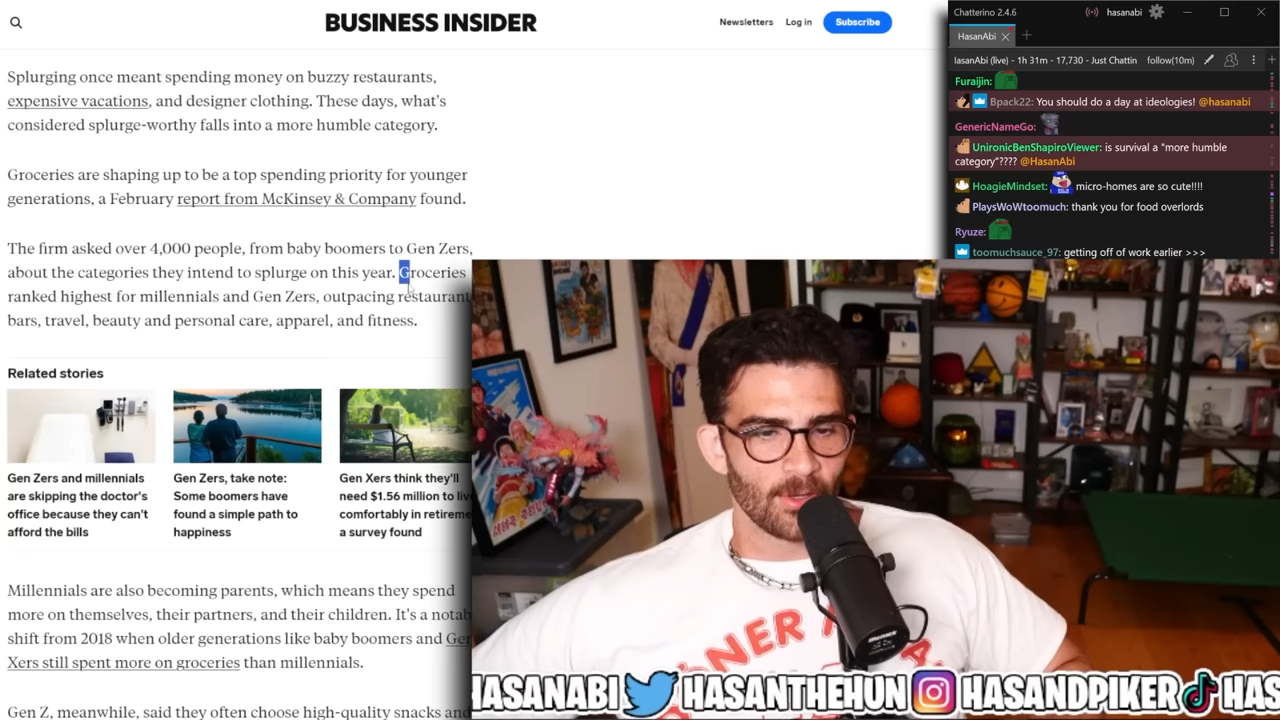 BUSINESS INSIDER
Newsletters Log in Subscribe
Splurging once meant spending money on buzzy restaurants,
expensive vacations, and designer clothing. These days, what's
considered splurge-worthy falls into a more humble category.
Groceries are shaping up to be a top spending priority for younger
generations, a February report from McKinsey & Company found.
The firm asked over 4,000 people, from baby boomers to Gen Zers,
about the categories they intend to splurge on this year. Groceries
ranked highest for millennials and Gen Zers, outpacing restaurant
bars, travel, beauty and personal care, apparel, and fitness.
Related stories
Gen Zers and millennials
are skipping the doctor's
office because they can't
afford the bills
Gen Zers, take note:
Some boomers have
found a simple path to
happiness
Gen Xers think they'll
need $1.56 million to liv
comfortably in retireme
a survey found
Millennials are also becoming parents, which means they spend
more on themselves, their partners, and their children. It's a notab
shift from 2018 when older generations like baby boomers and Ge
Xers still spent more on groceries than millennials.
Gen Z, meanwhile, said they often choose high-quality snacks and
Chatterino 2.4.6 hasanabi
HasanAbi
IasanAbi (live) - 1h 31m - 17,730 - Just Chattin follow(10m)
Furaijin:
Bpack22: You should do a day at ideologies! @hasanabi
GenericNameGo:
UnironicBenShapiroViewer: is survival a "more humble
category"???? @HasanAbi
HoagieMindset: micro-homes are so cute!!!!
PlaysWoWtoomuch: thank you for food overlords
Ryuze:
toomuchsauce_97: getting off of work earlier >>>
HASANABI HASANTHEHUN HASANDPIKER HAS